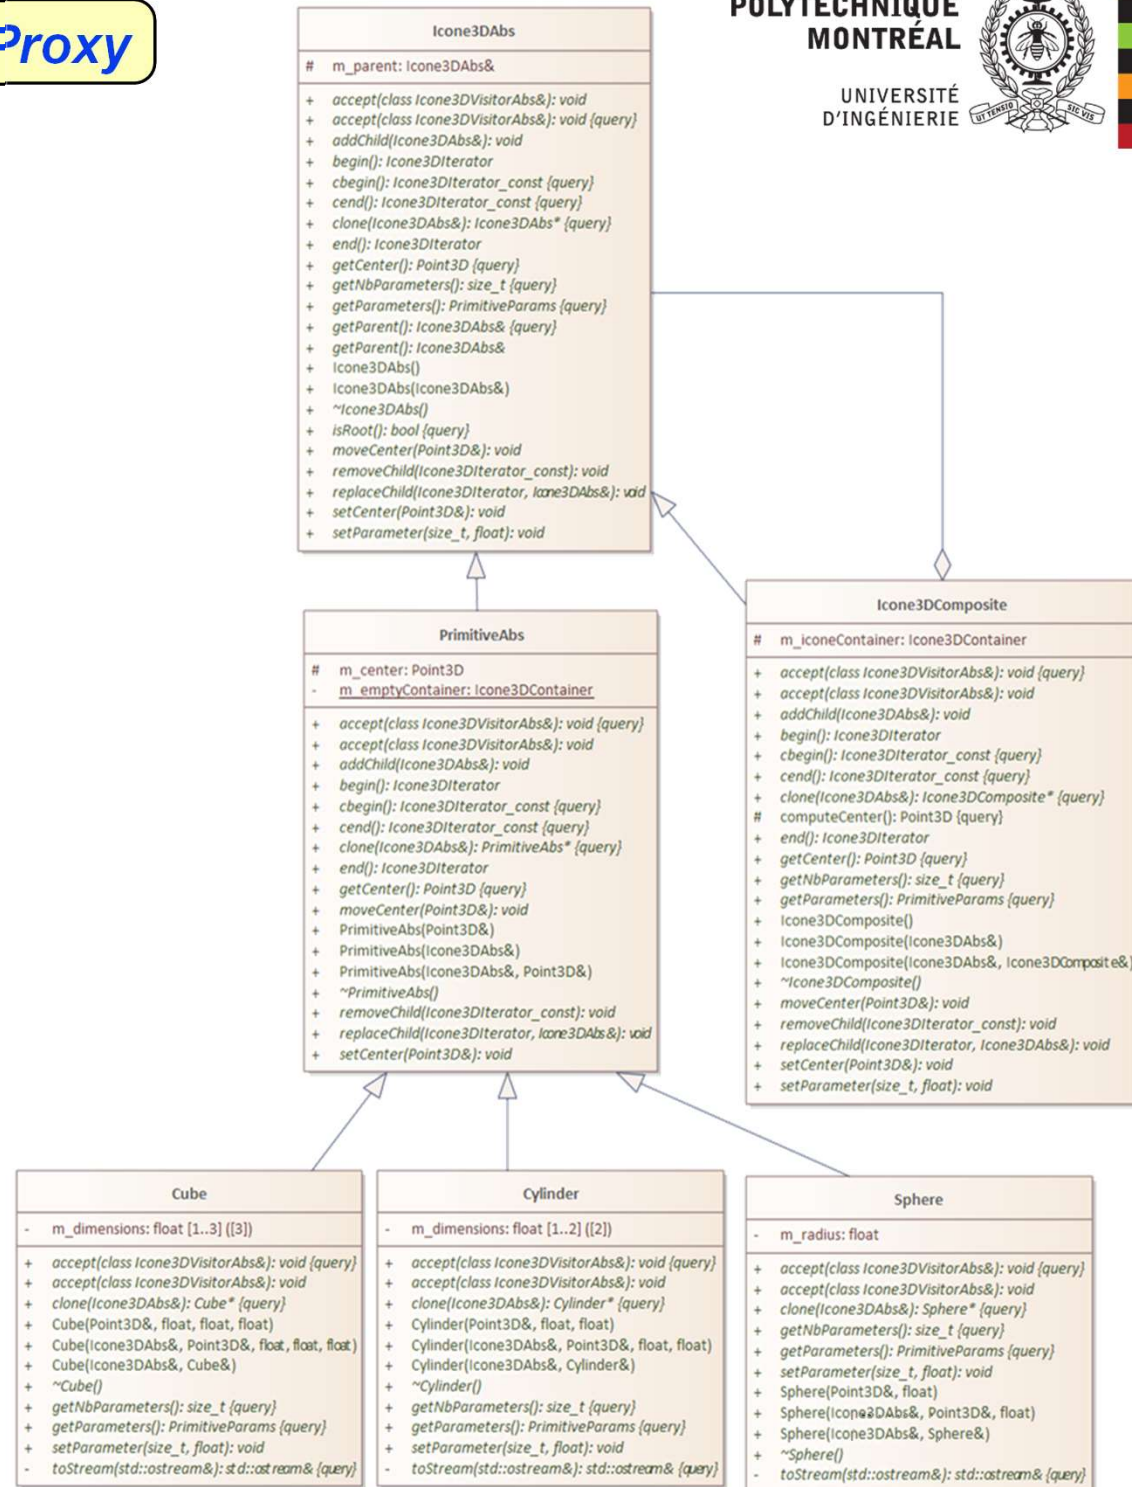 Proxy
POLYTECHNIQUE
MONTRÉAL
UNIVERSITÉ
D'INGÉNIERIE
UT TENSIO SIC VIS
Icone3DAbs
# m_parent: Icone3DAbs&
+ accept(class Icone3DVisitorAbs&): void
+ accept(class Icone3DVisitorAbs&): void {query}
+ addChild(Icone3DAbs&): void
+ begin(): Icone3DIterator
+ cbegin(): Icone3DIterator_const {query}
+ cend(): Icone3DIterator_const {query}
+ clone(Icone3DAbs&): Icone3DAbs* {query}
+ end(): Icone3DIterator
+ getCenter(): Point3D {query}
+ getNbParameters(): size_t {query}
+ getParameters(): PrimitiveParams {query}
+ getParent(): Icone3DAbs& {query}
+ getParent(): Icone3DAbs&
+ Icone3DAbs()
+ Icone3DAbs(Icone3DAbs&)
+ ~Icone3DAbs()
+ isRoot(): bool {query}
+ moveCenter(Point3D&): void
+ removeChild(Icone3DIterator_const): void
+ replaceChild(Icone3DIterator, Icone3DAbs&): void
+ setCenter(Point3D&): void
+ setParameter(size_t, float): void
PrimitiveAbs
# m_center: Point3D
- m_emptyContainer: Icone3DContainer
+ accept(class Icone3DVisitorAbs&): void {query}
+ accept(class Icone3DVisitorAbs&): void
+ addChild(Icone3DAbs&): void
+ begin(): Icone3DIterator
+ cbegin(): Icone3DIterator_const {query}
+ cend(): Icone3DIterator_const {query}
+ clone(Icone3DAbs&): PrimitiveAbs* {query}
+ end(): Icone3DIterator
+ getCenter(): Point3D {query}
+ moveCenter(Point3D&): void
+ PrimitiveAbs(Point3D&)
+ PrimitiveAbs(Icone3DAbs&)
+ PrimitiveAbs(Icone3DAbs&, Point3D&)
+ ~PrimitiveAbs()
+ removeChild(Icone3DIterator_const): void
+ replaceChild(Icone3DIterator, Icone3DAbs&): void
+ setCenter(Point3D&): void
Icone3DComposite
# m_iconeContainer: Icone3DContainer
+ accept(class Icone3DVisitorAbs&): void {query}
+ accept(class Icone3DVisitorAbs&): void
+ addChild(Icone3DAbs&): void
+ begin(): Icone3DIterator
+ cbegin(): Icone3DIterator_const {query}
+ cend(): Icone3DIterator_const {query}
+ clone(Icone3DAbs&): Icone3DComposite* {query}
# computeCenter(): Point3D {query}
+ end(): Icone3DIterator
+ getCenter(): Point3D {query}
+ getNbParameters(): size_t {query}
+ getParameters(): PrimitiveParams {query}
+ Icone3DComposite()
+ Icone3DComposite(Icone3DAbs&)
+ Icone3DComposite(Icone3DAbs&, Icone3DComposite&)
+ ~Icone3DComposite()
+ moveCenter(Point3D&): void
+ removeChild(Icone3DIterator_const): void
+ replaceChild(Icone3DIterator, Icone3DAbs&): void
+ setCenter(Point3D&): void
+ setParameter(size_t, float): void
Cube
- m_dimensions: float [1..3] ([3])
+ accept(class Icone3DVisitorAbs&): void {query}
+ accept(class Icone3DVisitorAbs&): void
+ clone(Icone3DAbs&): Cube* {query}
+ Cube(Point3D&, float, float, float)
+ Cube(Icone3DAbs&, Point3D&, float, float, float)
+ Cube(Icone3DAbs&, Cube&)
+ ~Cube()
+ getNbParameters(): size_t {query}
+ getParameters(): PrimitiveParams {query}
+ setParameter(size_t, float): void
- toStream(std::ostream&): std::ostream& {query}
Cylinder
- m_dimensions: float [1..2] ([2])
+ accept(class Icone3DVisitorAbs&): void {query}
+ accept(class Icone3DVisitorAbs&): void
+ clone(Icone3DAbs&): Cylinder* {query}
+ Cylinder(Point3D&, float, float)
+ Cylinder(Icone3DAbs&, Point3D&, float, float)
+ Cylinder(Icone3DAbs&, Cylinder&)
+ ~Cylinder()
+ getNbParameters(): size_t {query}
+ getParameters(): PrimitiveParams {query}
+ setParameter(size_t, float): void
- toStream(std::ostream&): std::ostream& {query}
Sphere
- m_radius: float
+ accept(class Icone3DVisitorAbs&): void {query}
+ accept(class Icone3DVisitorAbs&): void
+ clone(Icone3DAbs&): Sphere* {query}
+ getNbParameters(): size_t {query}
+ getParameters(): PrimitiveParams {query}
+ setParameter(size_t, float): void
+ Sphere(Point3D&, float)
+ Sphere(Icone3DAbs&, Point3D&, float)
+ Sphere(Icone3DAbs&, Sphere&)
+ ~Sphere()
- toStream(std::ostream&): std::ostream& {query}